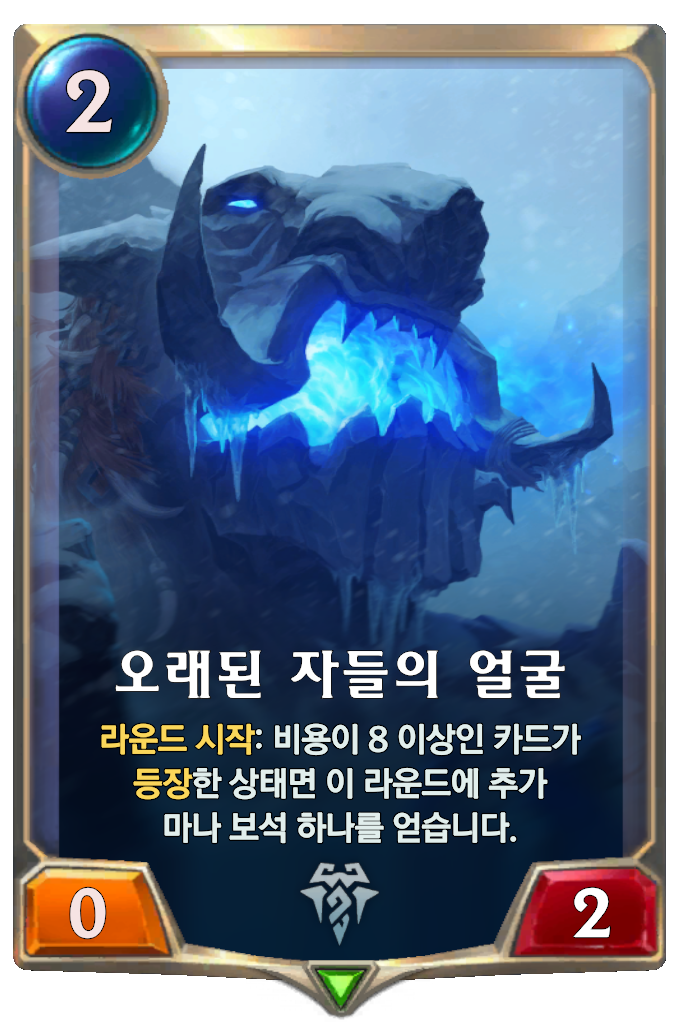 2
오래된 자들의 얼굴
라운드 시작: 비용이 8 이상인 카드가
등장한 상태면 이 라운드에 추가
마나 보석 하나를 얻습니다.
0
2